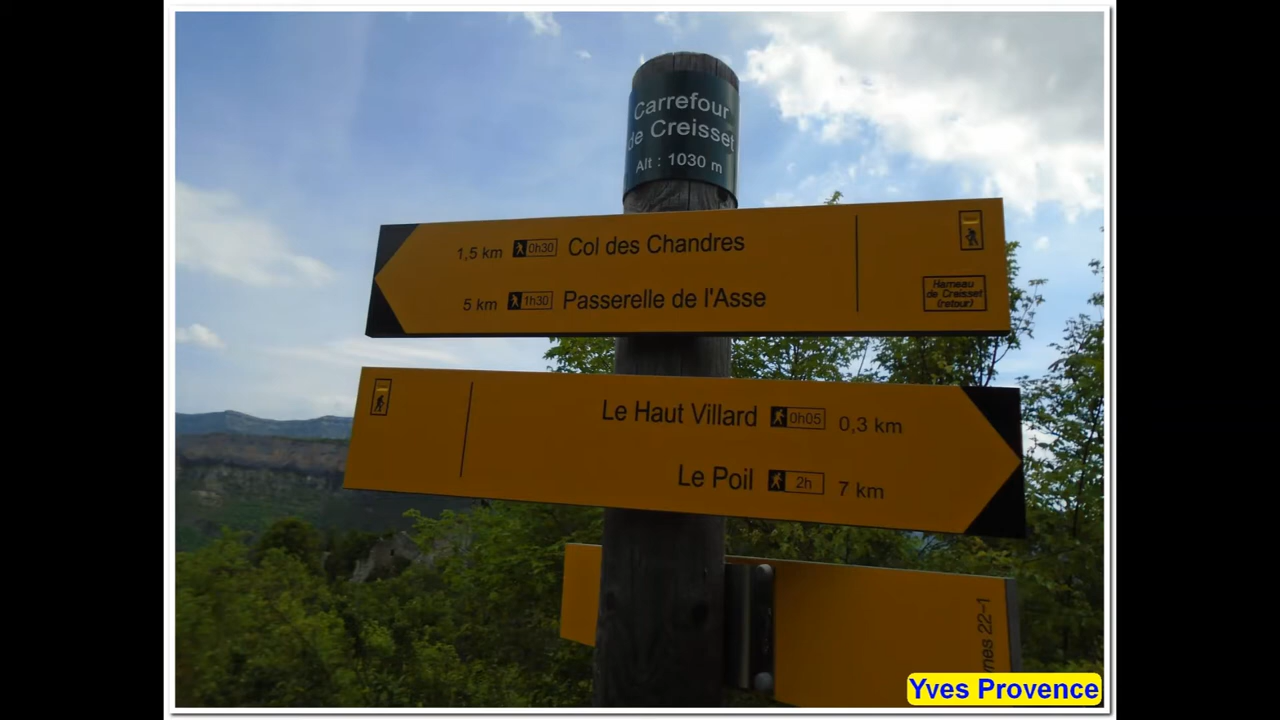 Carrefour
de Creisset
Alt : 1030 m
1,5 km 0h30 Col des Chandres
5 km 1h30 Passerelle de l'Asse
Hameau
de Creisset
(retour)
Le Haut Villard 0h05 0,3 km
Le Poil 2h 7 km
22-1
Yves Provence